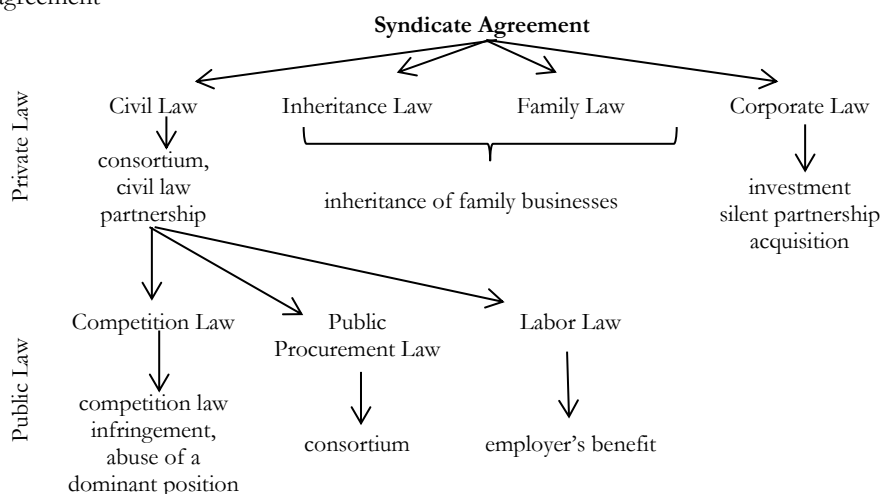 agreement
Syndicate Agreement
Private Law
Civil Law
Inheritance Law
Family Law
Corporate Law
consortium,
civil law
partnership
inheritance of family businesses
investment
silent partnership
acquisition
Public Law
Competition Law
Public
Procurement Law
Labor Law
competition law
infringement,
abuse of a
dominant position
consortium
employer's benefit